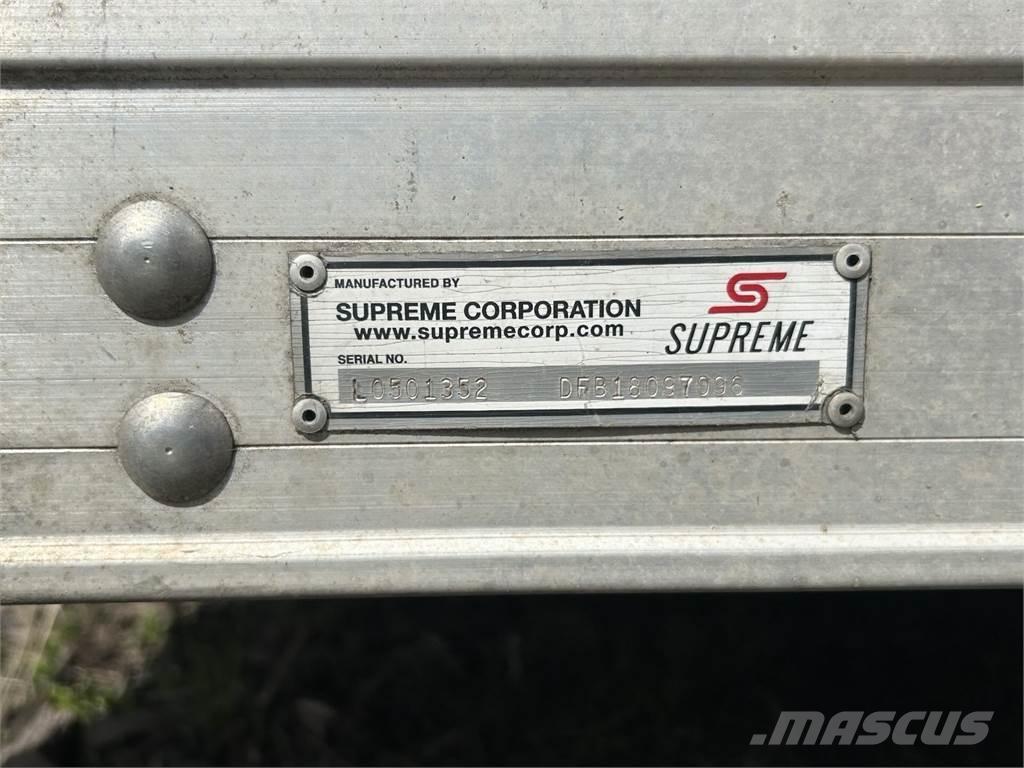 MANUFACTURED BY
SUPREME CORPORATION
www.supremecorp.com
S
SUPREME
SERIAL NO.
L0501352 DFB18097096
MASCUS